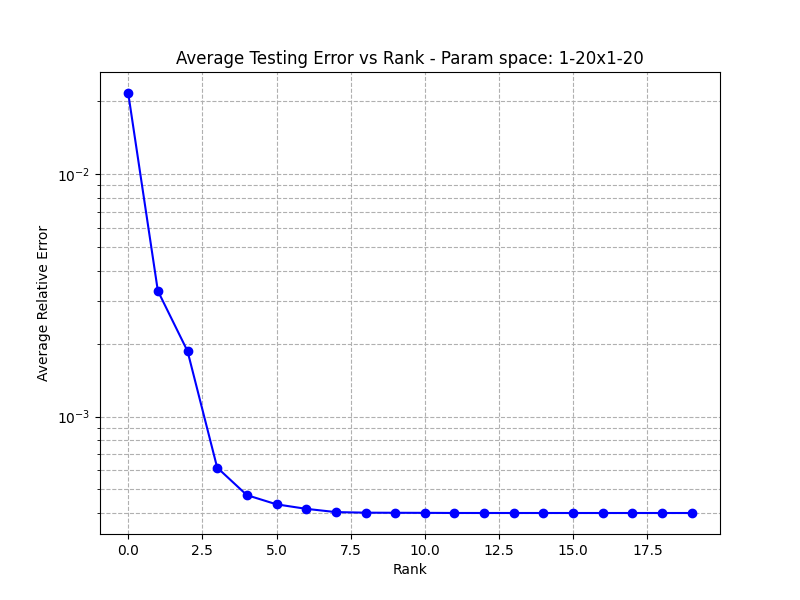 Average Testing Error vs Rank - Param space: 1-20x1-20
Average Relative Error
10⁻²
10⁻³
0.0 2.5 5.0 7.5 10.0 12.5 15.0 17.5
Rank